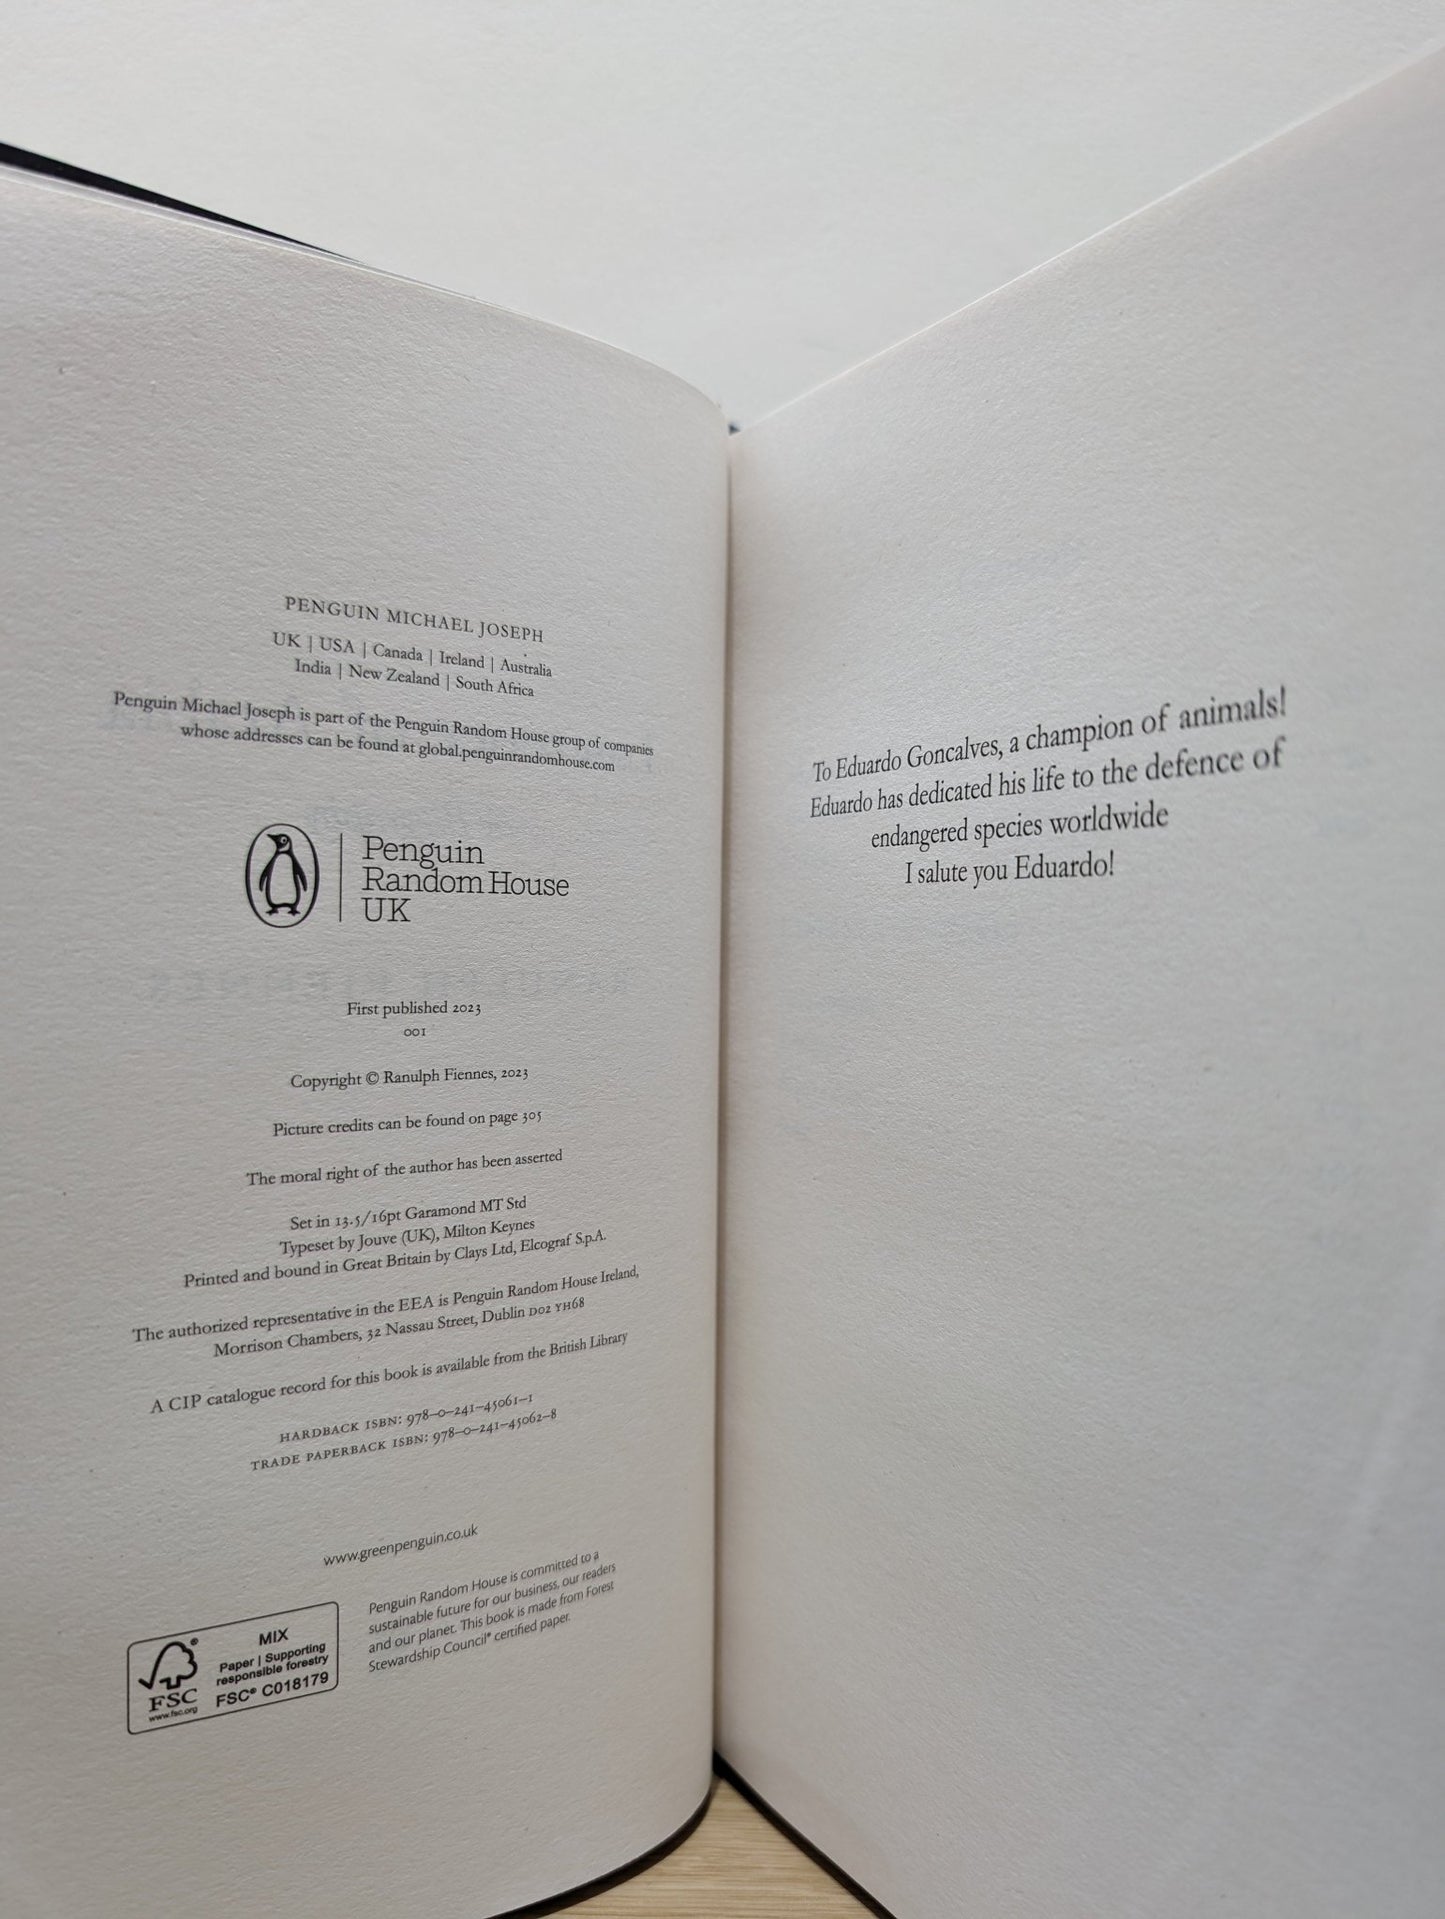 PENGUIN MICHAEL JOSEPH
UK | USA | Canada | Ireland | Australia
India | New Zealand | South Africa
Penguin Michael Joseph is part of the Penguin Random House group of companies
whose addresses can be found at global.penguinrandomhouse.com
Penguin
Random House
UK
First published 2023
001
Copyright © Ranulph Fiennes, 2023
Picture credits can be found on page 305
The moral right of the author has been asserted
Set in 13.5/16pt Garamond MT Std
Typeset by Jouve (UK), Milton Keynes
Printed and bound in Great Britain by Clays Ltd, Elcograf S.p.A.
The authorized representative in the EEA is Penguin Random House Ireland,
Morrison Chambers, 32 Nassau Street, Dublin D02 YH68
A CIP catalogue record for this book is available from the British Library
HARDBACK ISBN: 978–0–241–45061–1
TRADE PAPERBACK ISBN: 978–0–241–45062–8
www.greenpenguin.co.uk
MIX
Paper | Supporting
responsible forestry
FSC® C018179
FSC
www.fsc.org
Penguin Random House is committed to a
sustainable future for our business, our readers
and our planet. This book is made from Forest
Stewardship Council® certified paper.
To Eduardo Goncalves, a champion of animals!
Eduardo has dedicated his life to the defence of
endangered species worldwide
I salute you Eduardo!